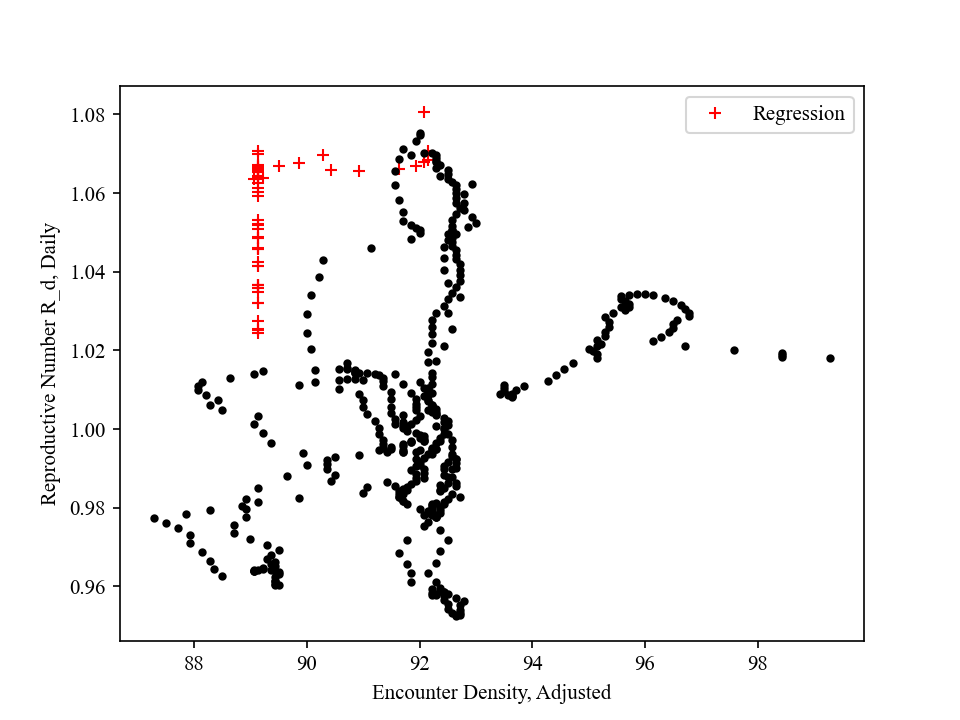 Regression
1.08
1.06
1.04
1.02
1.00
0.98
0.96
Reproductive Number R_d, Daily
88 90 92 94 96 98
Encounter Density, Adjusted